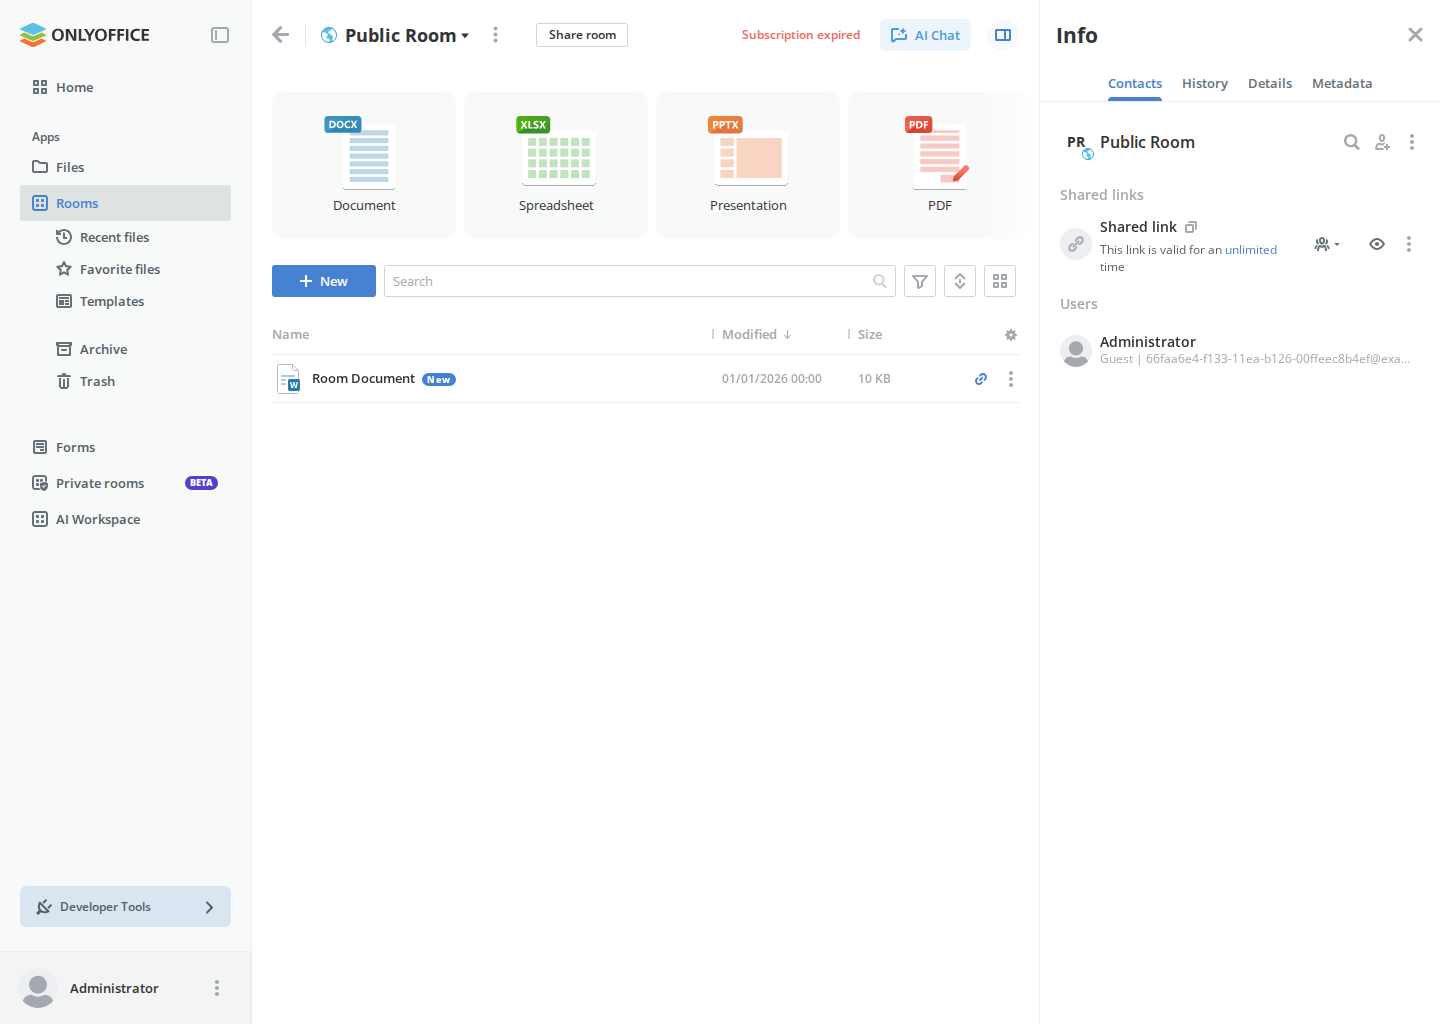 ONLYOFFICE
Home
Apps
Files
Rooms
Recent files
Favorite files
Templates
Archive
Trash
Forms
Private rooms BETA
AI Workspace
Developer Tools
Administrator
Public Room
Share room
Subscription expired
AI Chat
DOCX
Document
XLSX
Spreadsheet
PPTX
Presentation
PDF
PDF
New
Search
Name Modified Size
W Room Document New 01/01/2026 00:00 10 KB
Info
Contacts History Details Metadata
PR Public Room
Shared links
Shared link
This link is valid for an unlimited
time
Users
Administrator
Guest | 66faa6e4-f133-11ea-b126-00ffeec8b4ef@exa...